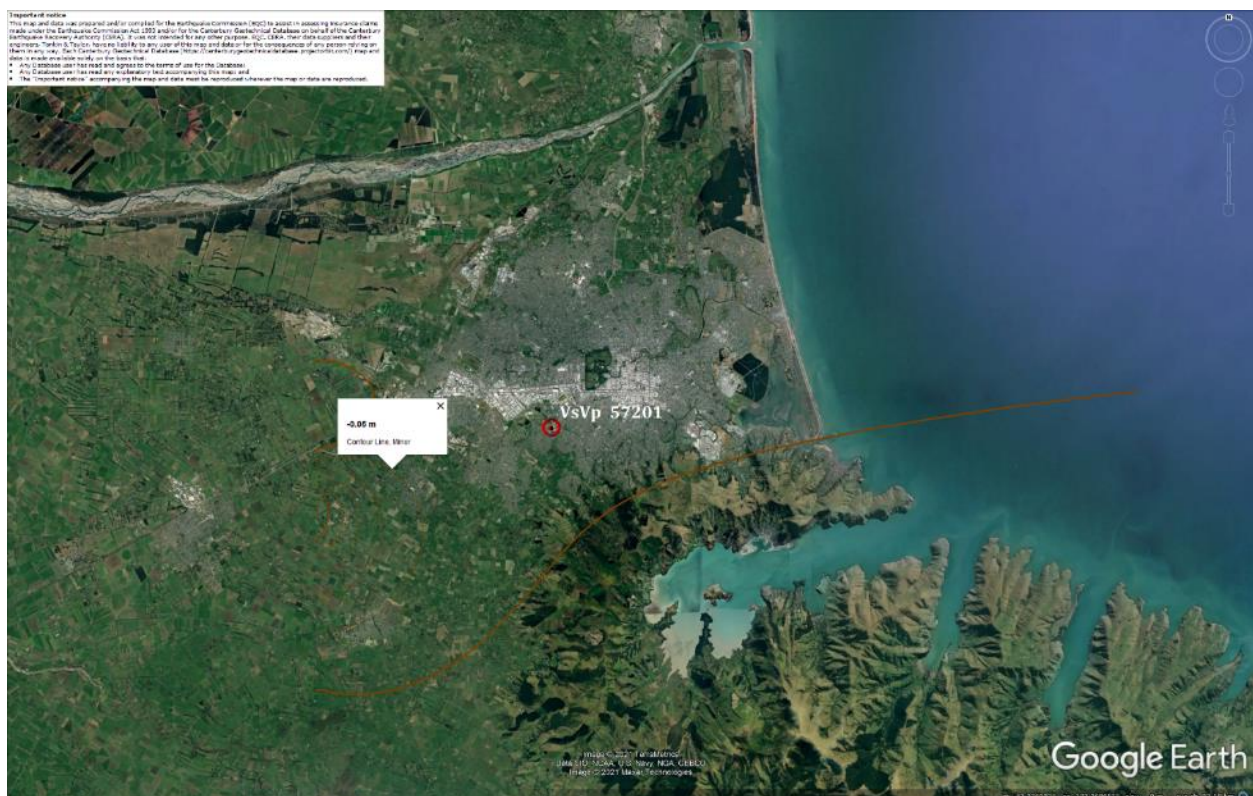 Important notice
This map and data was prepared and/or compiled for the Earthquake Commission (EQC) to assist in assessing insurance claims
made under the Earthquake Commission Act 1993 and/or for the Canterbury Geotechnical Database on behalf of the Canterbury
Earthquake Recovery Authority (CERA). It was not intended for any other purpose. EQC, CERA, their data suppliers and their
engineers, Tonkin & Taylor, have no liability to any user of this map and data or for the consequences of any person relying on
them in any way. Each Canterbury Geotechnical Database (https://canterburygeotechnicaldatabase.projectorbit.com/) map and
data is made available solely on the basis that:
• Any Database user has read and agrees to the terms of use for the Database;
• Any Database user has read any explanatory text accompanying this map; and
• The "Important notice" accompanying the map and data must be reproduced wherever the map or data are reproduced.
N
VsVp 57201
-0.05 m
Contour Line, Minor
Image © 2021 TerraMetrics
Data SIO, NOAA, U.S. Navy, NGA, GEBCO
Image © 2021 Maxar Technologies
Google Earth